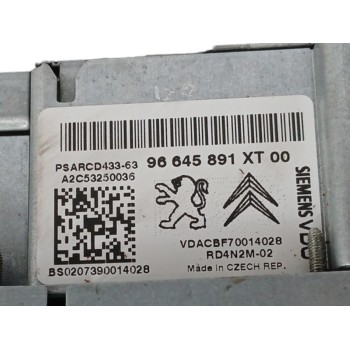 PSARCD433-63
A2C53250036
96 645 891 XT 00
SIEMENS VDO
VDACBF70014028
RD4N2M-02
BS0207390014028
Made in CZECH REP.